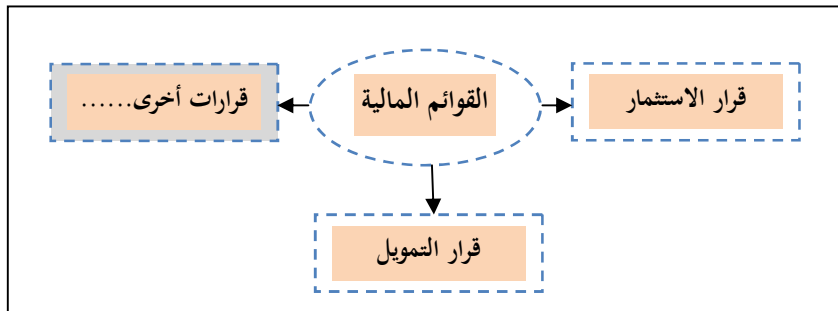 قرار الاستثمار
القوائم المالية
قرارات أخرى......
قرار التمويل